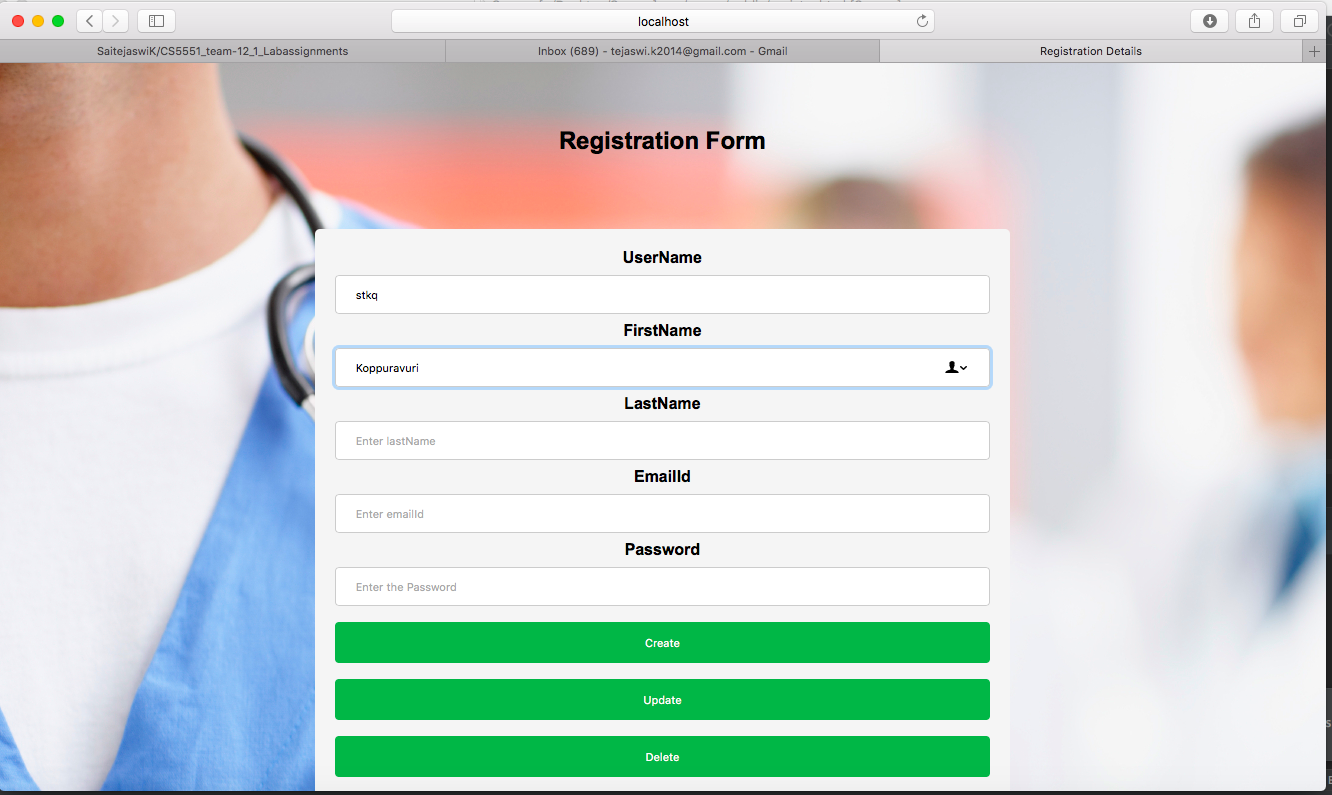 localhost
SaitejaswiK/CS5551_team-12_1_Labassignments
Inbox (689) - tejaswi.k2014@gmail.com - Gmail
Registration Details
Registration Form
UserName
stkq
FirstName
Koppuravuri
LastName
Enter lastName
EmailId
Enter emailId
Password
Enter the Password
Create
Update
Delete